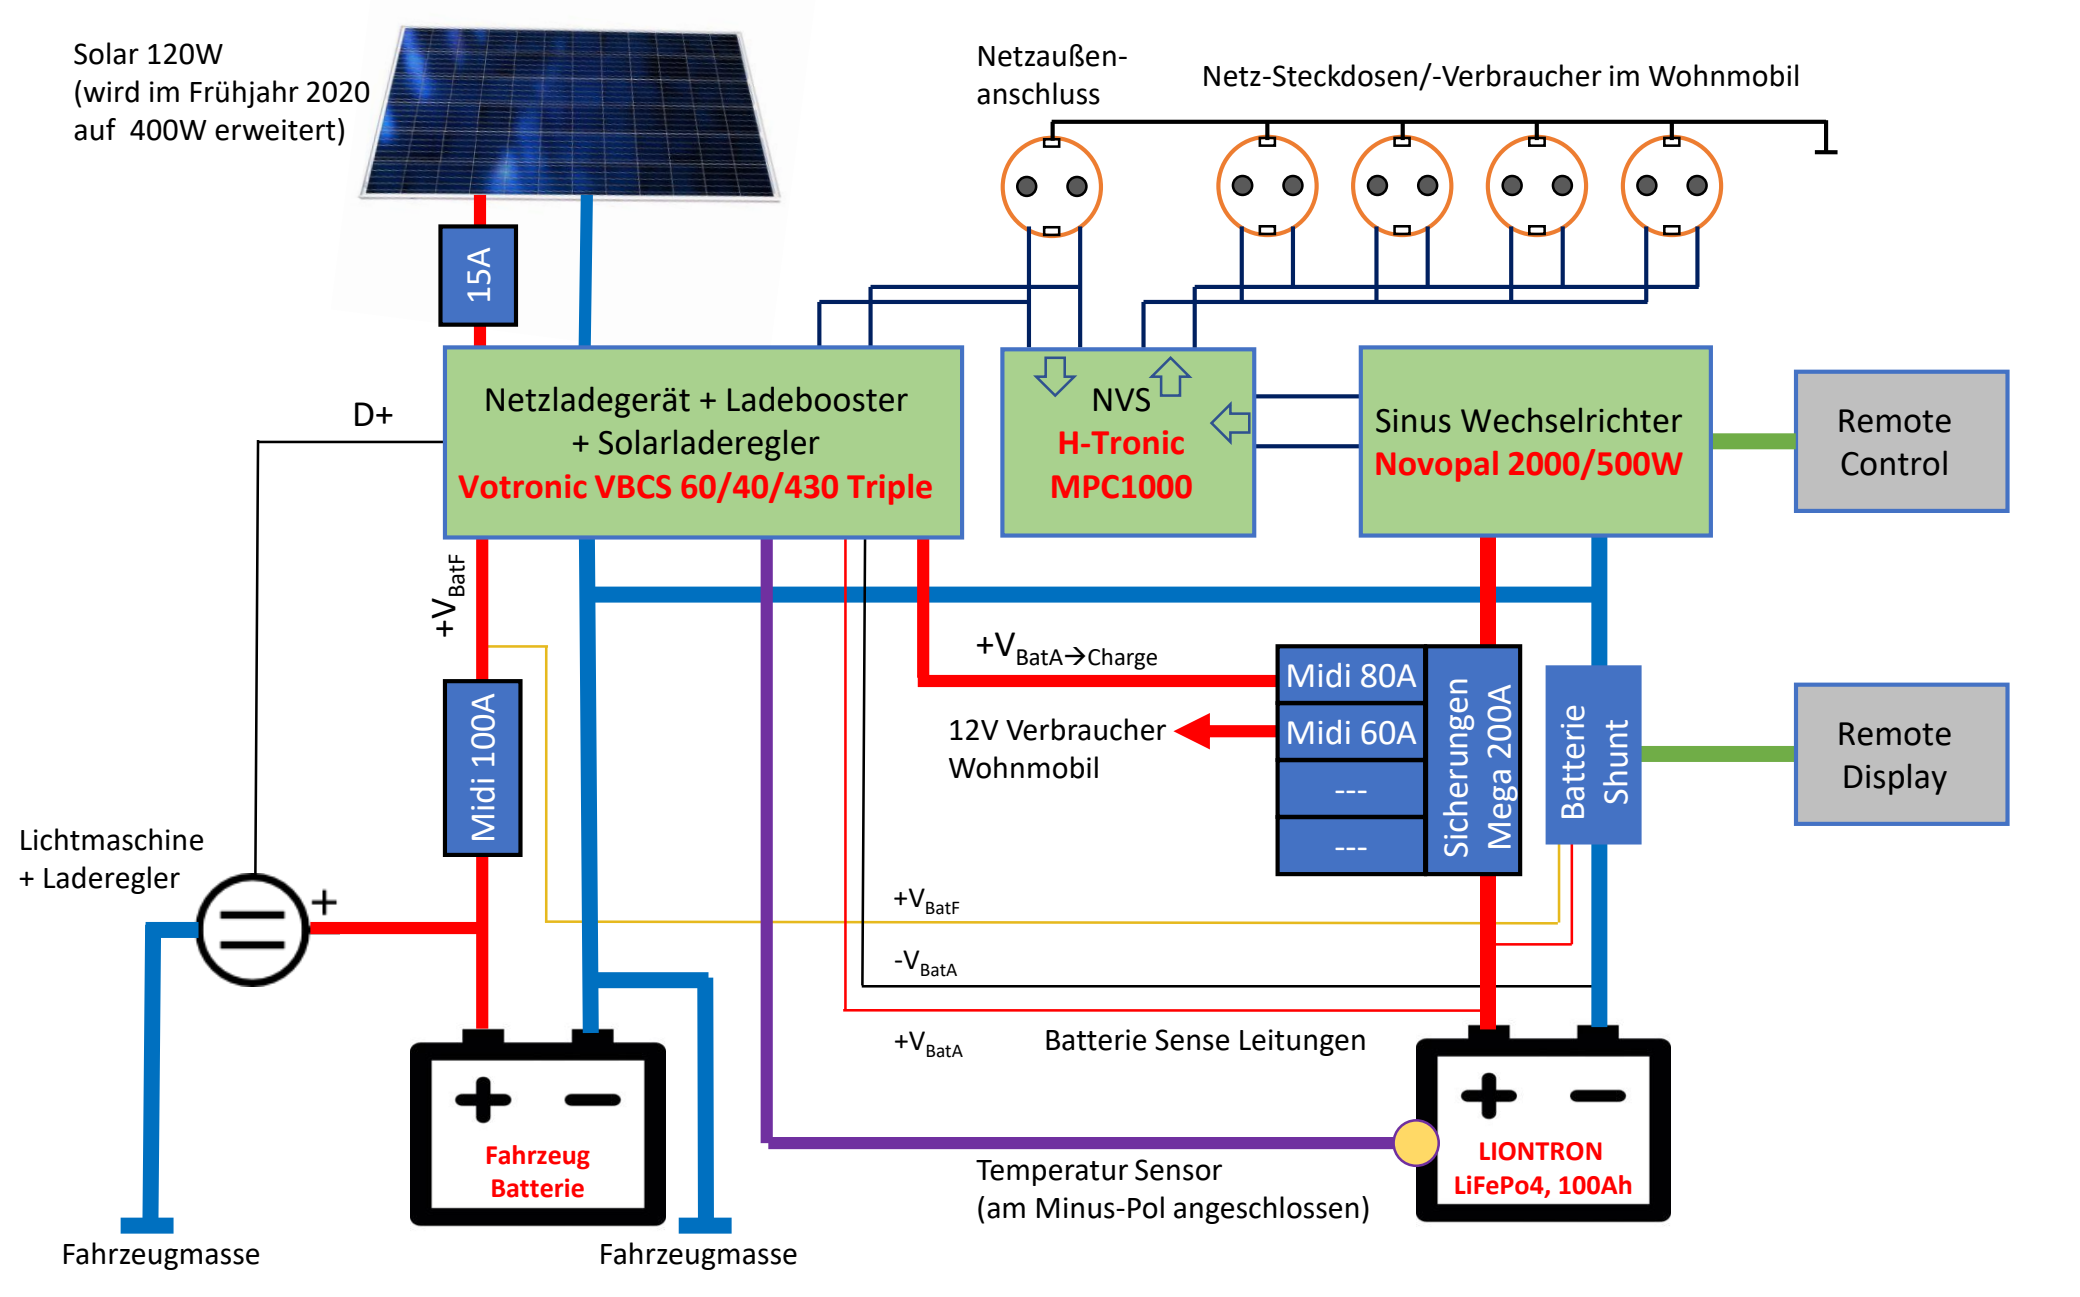 Solar 120W
(wird im Frühjahr 2020
auf  400W erweitert)
Netzaußen-
anschluss
Netz-Steckdosen/-Verbraucher im Wohnmobil
15A
D+
Netzladegerät + Ladebooster
+ Solarladeregler
Votronic VBCS 60/40/430 Triple
NVS
H-Tronic
MPC1000
Sinus Wechselrichter
Novopal 2000/500W
Remote
Control
+VBatF
+VBatA→Charge
Midi 80A
Midi 60A
---
---
Sicherungen
Mega 200A
Batterie
Shunt
Remote
Display
12V Verbraucher
Wohnmobil
Midi 100A
Lichtmaschine
+ Laderegler
+
+VBatF
-VBatA
+VBatA
Batterie Sense Leitungen
Fahrzeug
Batterie
LIONTRON
LiFePo4, 100Ah
Temperatur Sensor
(am Minus-Pol angeschlossen)
Fahrzeugmasse
Fahrzeugmasse